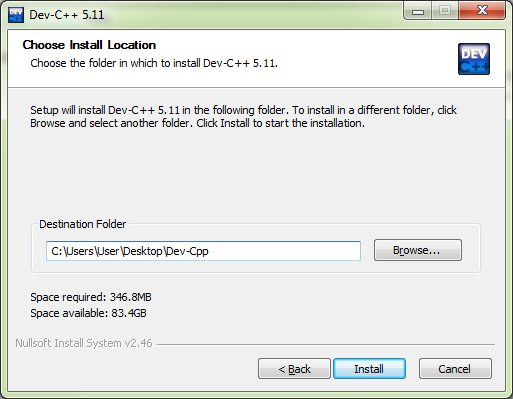 Dev-C++ 5.11
Choose Install Location
Choose the folder in which to install Dev-C++ 5.11.
DEV
C++
Setup will install Dev-C++ 5.11 in the following folder. To install in a different folder, click
Browse and select another folder. Click Install to start the installation.
Destination Folder
C:\Users\User\Desktop\Dev-Cpp
Browse...
Space required: 346.8MB
Space available: 83.4GB
Nullsoft Install System v2.46
< Back
Install
Cancel